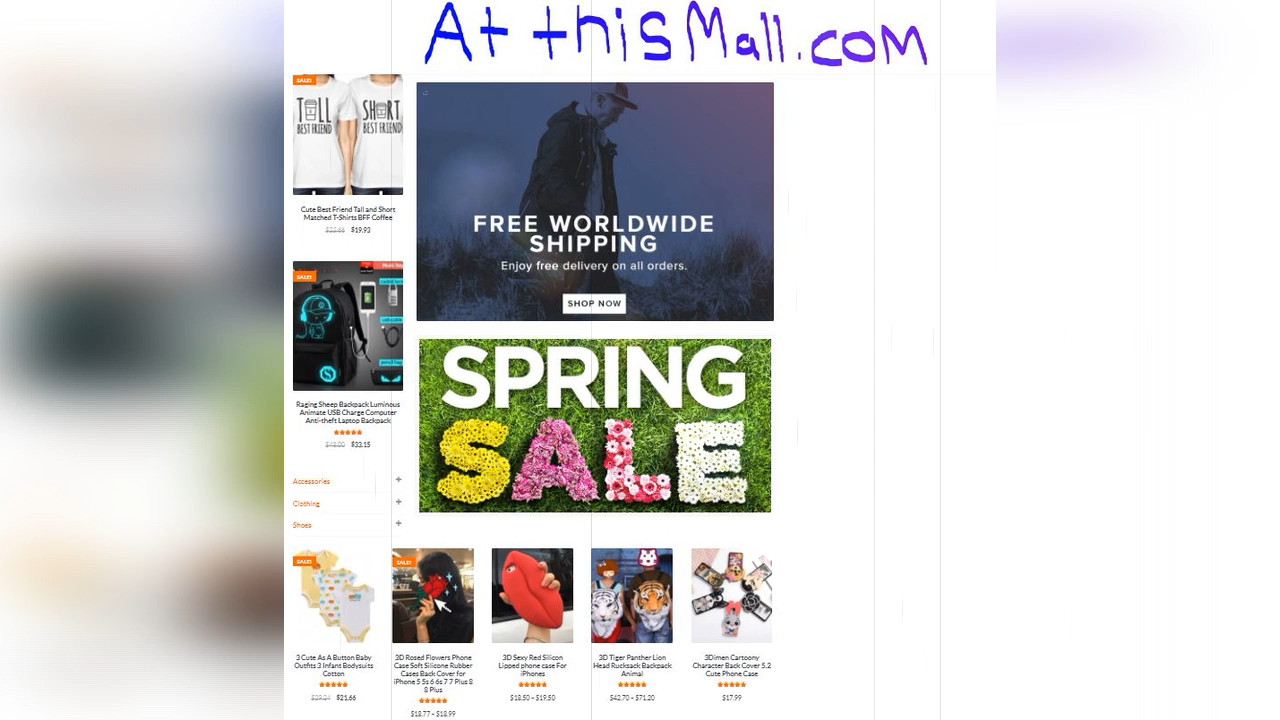 At thisMall.com
SALE!
TALL
BEST FRIEND
SHORT
BEST FRIEND
Cute Best Friend Tall and Short
Matched T-Shirts BFF Coffee
$19.93
FREE WORLDWIDE
SHIPPING
Enjoy free delivery on all orders.
SHOP NOW
SALE!
Raging Sheep Backpack Luminous
Animate USB Charge Computer
Anti-theft Laptop Backpack
$33.15
SPRING
SALE
Accessories +
Clothing +
Shoes +
SALE!
3 Cute As A Button Baby
Outfits 3 Infant Bodysuits
Cotton
$21.66
SALE!
3D Rosed Flowers Phone
Case Soft Silicone Rubber
Cases Back Cover for
iPhone 5 5s 6 6s 7 7 Plus 8
8 Plus
$18.77 – $18.99
3D Sexy Red Silicon
Lipped phone case For
iPhones
$18.50 – $19.50
3D Tiger Panther Lion
Head Rucksack Backpack
Animal
$42.70 – $71.20
3Dimen Cartoony
Character Back Cover 5.2
Cute Phone Case
$17.99